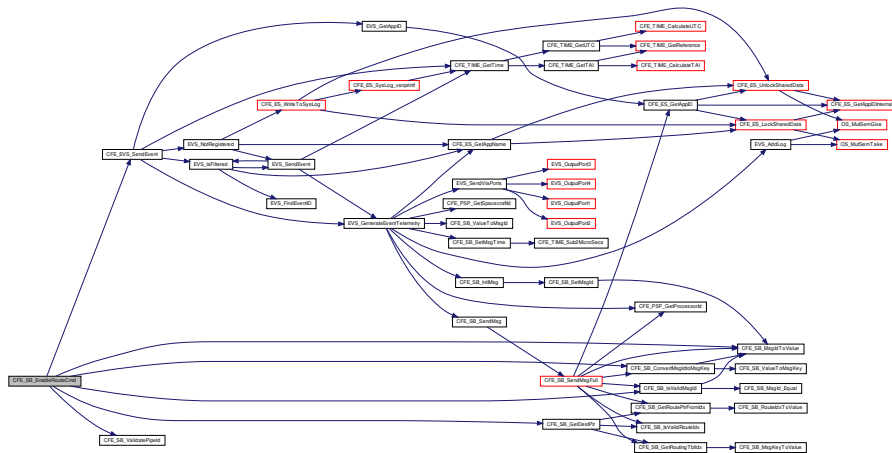 EVS_GetAppID
CFE_TIME_CalculateUTC
CFE_TIME_GetUTC
CFE_TIME_GetReference
CFE_TIME_GetTime
CFE_TIME_GetTAI
CFE_TIME_CalculateTAI
CFE_ES_SysLog_vsnprintf
CFE_ES_UnlockSharedData
CFE_ES_WriteToSysLog
CFE_ES_GetAppID
CFE_ES_GetAppIDInternal
CFE_ES_LockSharedData
OS_MutSemGive
EVS_NotRegistered
CFE_ES_GetAppName
EVS_AddLog
OS_MutSemTake
CFE_EVS_SendEvent
EVS_IsFiltered
EVS_SendEvent
EVS_OutputPort3
EVS_SendViaPorts
EVS_OutputPort4
EVS_FindEventID
CFE_PSP_GetSpacecraftId
EVS_OutputPort1
EVS_GenerateEventTelemetry
CFE_SB_ValueToMsgId
EVS_OutputPort2
CFE_SB_SetMsgTime
CFE_TIME_Sub2MicroSecs
CFE_SB_InitMsg
CFE_SB_SetMsgId
CFE_PSP_GetProcessorId
CFE_SB_SendMsg
CFE_SB_MsgIdToValue
CFE_SB_ConvertMsgIdtoMsgKey
CFE_SB_ValueToMsgKey
CFE_SB_EnableRouteCmd
CFE_SB_SendMsgFull
CFE_SB_IsValidMsgId
CFE_SB_MsgId_Equal
CFE_SB_GetRoutePtrFromIdx
CFE_SB_RouteIdxToValue
CFE_SB_GetDestPtr
CFE_SB_IsValidRouteIdx
CFE_SB_ValidatePipeId
CFE_SB_GetRoutingTblIdx
CFE_SB_MsgKeyToValue